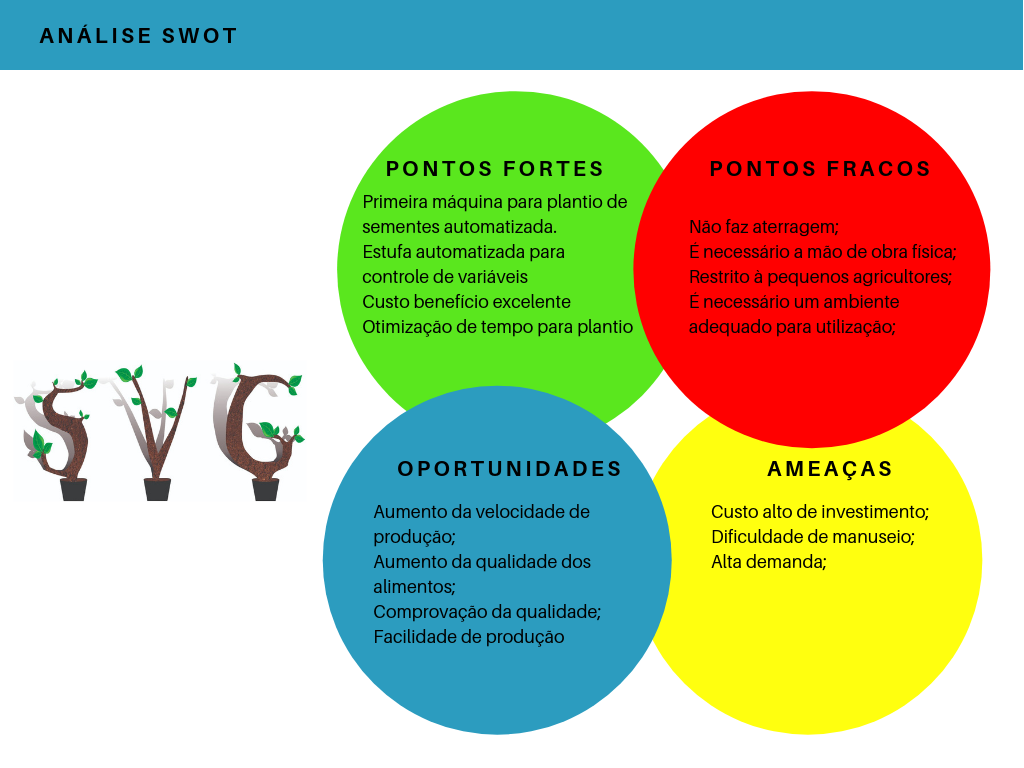 ANÁLISE SWOT
PONTOS FORTES
Primeira máquina para plantio de
sementes automatizada.
Estufa automatizada para
controle de variáveis
Custo benefício excelente
Otimização de tempo para plantio
PONTOS FRACOS
Não faz aterragem;
É necessário a mão de obra física;
Restrito à pequenos agricultores;
É necessário um ambiente
adequado para utilização;
SVG
OPORTUNIDADES
Aumento da velocidade de
produção;
Aumento da qualidade dos
alimentos;
Comprovação da qualidade;
Facilidade de produção
AMEAÇAS
Custo alto de investimento;
Dificuldade de manuseio;
Alta demanda;